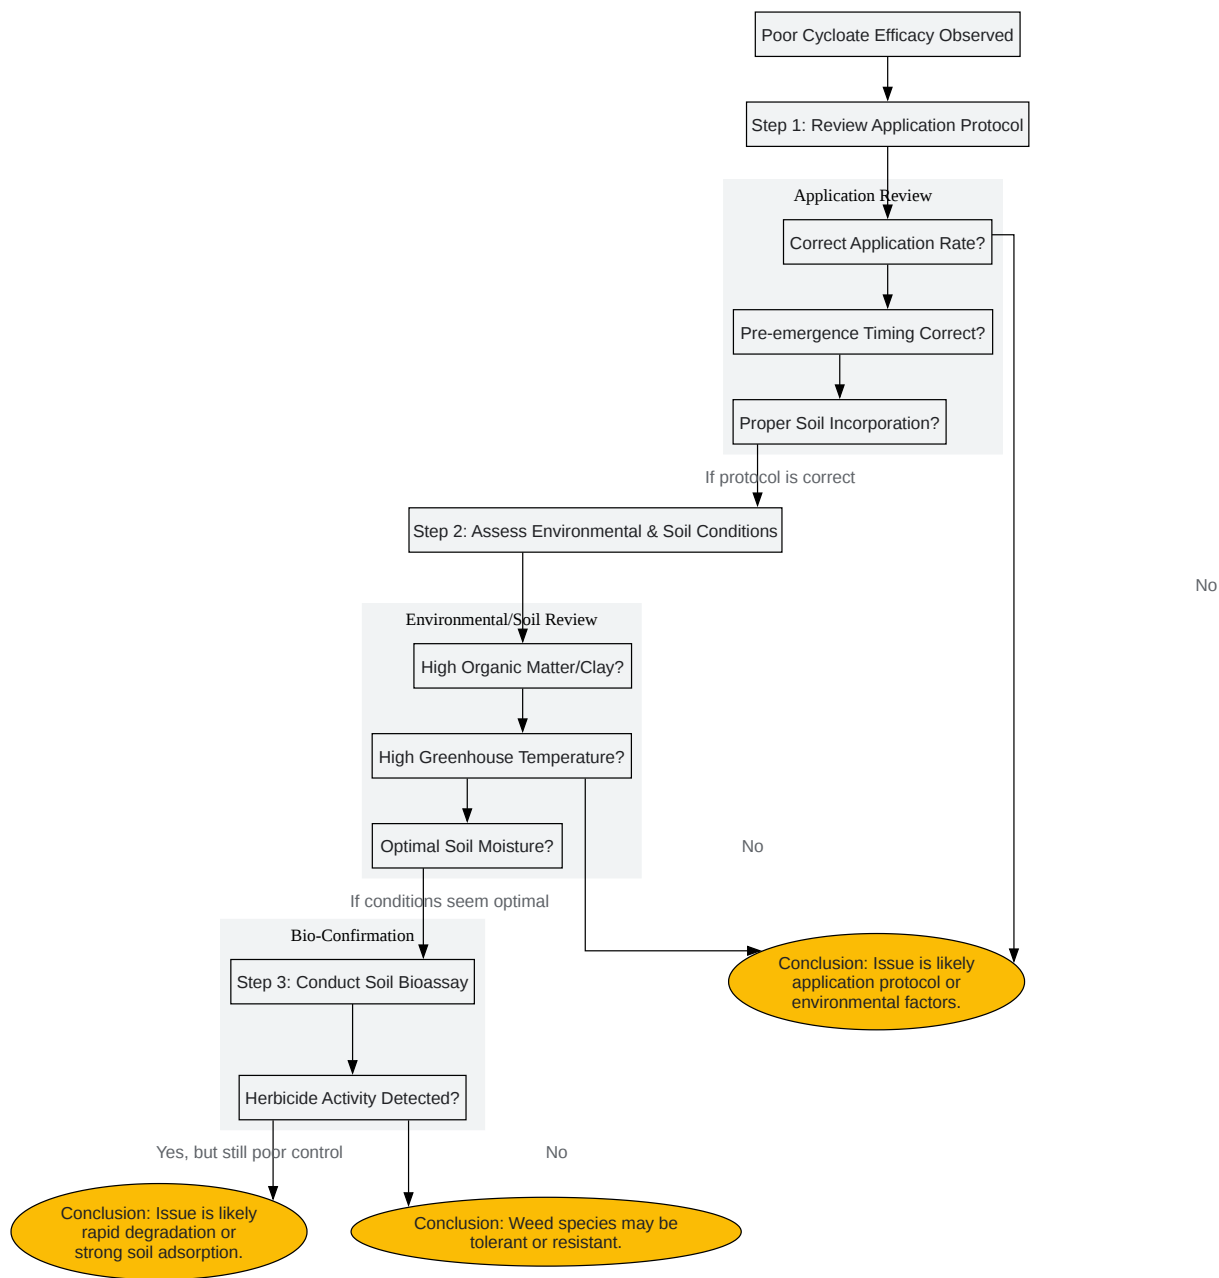 Poor Cycloate Efficacy Observed
Step 1: Review Application Protocol
Application Review
Correct Application Rate?
Pre-emergence Timing Correct?
Proper Soil Incorporation?
If protocol is correct
Step 2: Assess Environmental & Soil Conditions
No
Environmental/Soil Review
High Organic Matter/Clay?
High Greenhouse Temperature?
Optimal Soil Moisture?
No
If conditions seem optimal
Bio-Confirmation
Step 3: Conduct Soil Bioassay
Conclusion: Issue is likely
application protocol or
environmental factors.
Herbicide Activity Detected?
Yes, but still poor control
No
Conclusion: Issue is likely
rapid degradation or
strong soil adsorption.
Conclusion: Weed species may be
tolerant or resistant.